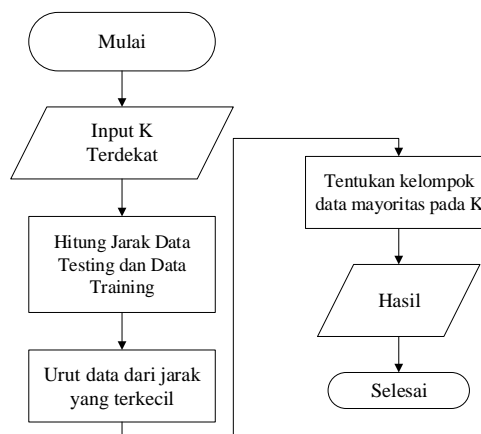 Mulai
Input K
Terdekat
Hitung Jarak Data
Testing dan Data
Training
Urut data dari jarak
yang terkecil
Tentukan kelompok
data mayoritas pada K
Hasil
Selesai